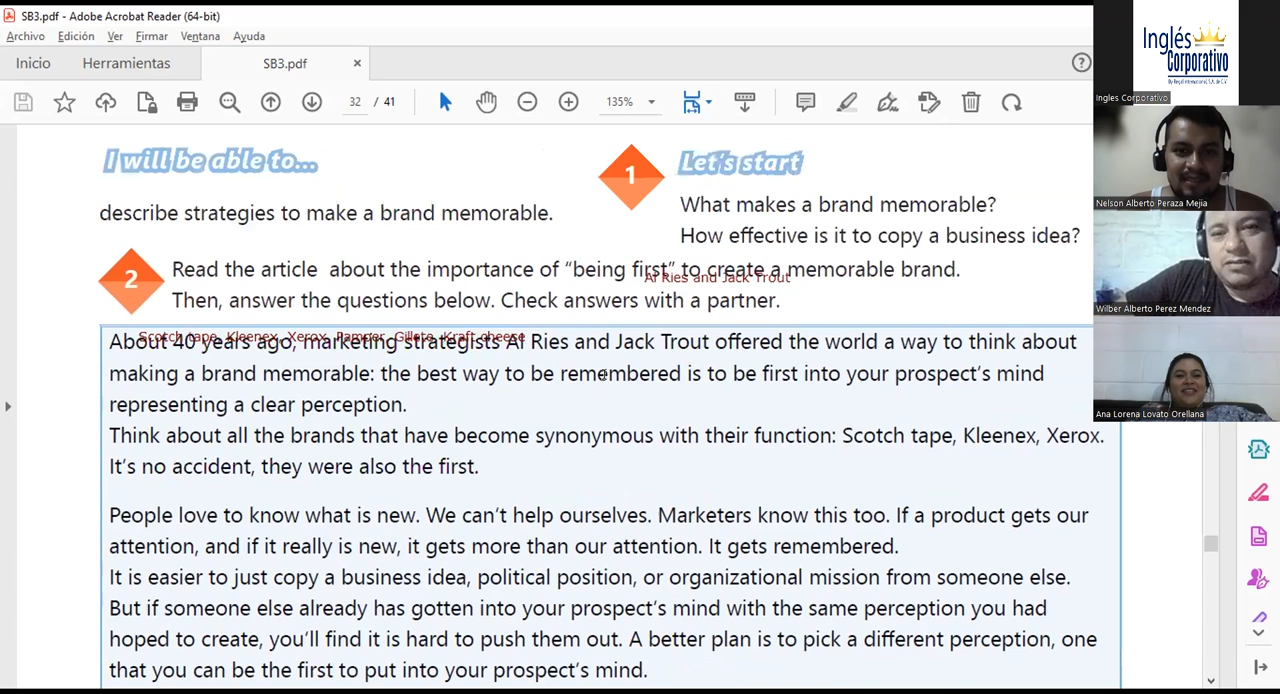 SB3.pdf - Adobe Acrobat Reader (64-bit)
Archivo Edición Ver Firmar Ventana Ayuda
Inicio Herramientas SB3.pdf ×
32 / 41 135%
I will be able to...
1 Let's start
describe strategies to make a brand memorable.
What makes a brand memorable?
How effective is it to copy a business idea?
2 Read the article about the importance of “being first” to create a memorable brand.
Al Ries and Jack Trout
Then, answer the questions below. Check answers with a partner.
Scotch tape, Kleenex, Xerox, Pamper, Gillete, Kraft cheese
About 40 years ago, marketing strategists Al Ries and Jack Trout offered the world a way to think about
making a brand memorable: the best way to be remembered is to be first into your prospect’s mind
representing a clear perception.
Think about all the brands that have become synonymous with their function: Scotch tape, Kleenex, Xerox.
It’s no accident, they were also the first.
People love to know what is new. We can’t help ourselves. Marketers know this too. If a product gets our
attention, and if it really is new, it gets more than our attention. It gets remembered.
It is easier to just copy a business idea, political position, or organizational mission from someone else.
But if someone else already has gotten into your prospect’s mind with the same perception you had
hoped to create, you’ll find it is hard to push them out. A better plan is to pick a different perception, one
that you can be the first to put into your prospect’s mind.
Inglés
Corporativo
Ingles Corporativo
Nelson Alberto Peraza Mejia
Wilber Alberto Perez Mendez
Ana Lorena Lovato Orellana